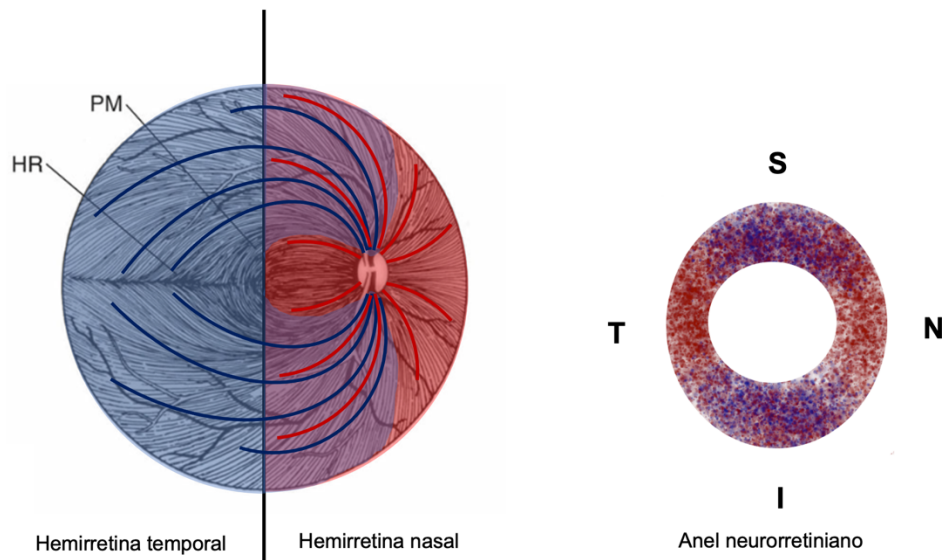 PM
HR
S
T
N
I
Hemirretina temporal
Hemirretina nasal
Anel neurorretiniano